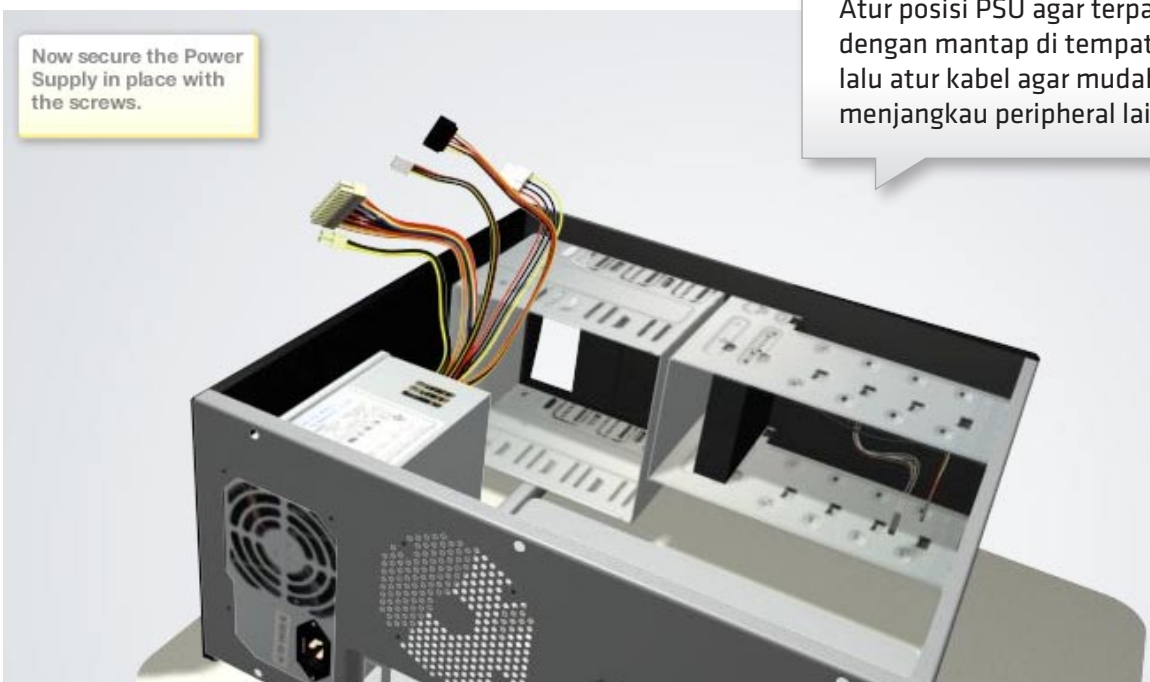 Now secure the Power
Supply in place with
the screws.
Atur posisi PSU agar
dengan mantap di
lalu atur kabel agar
menjangkau peripheral